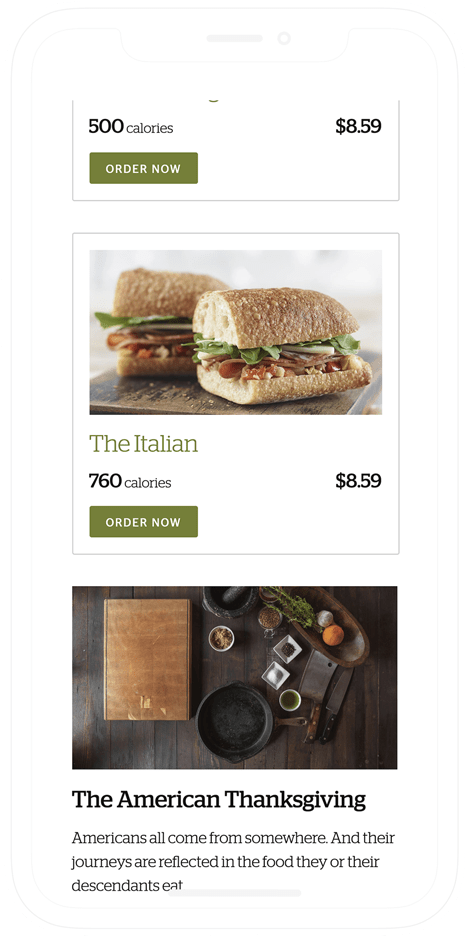 500 calories $8.59
ORDER NOW
The Italian
760 calories $8.59
ORDER NOW
The American Thanksgiving
Americans all come from somewhere. And their
journeys are reflected in the food they or their
descendants eat